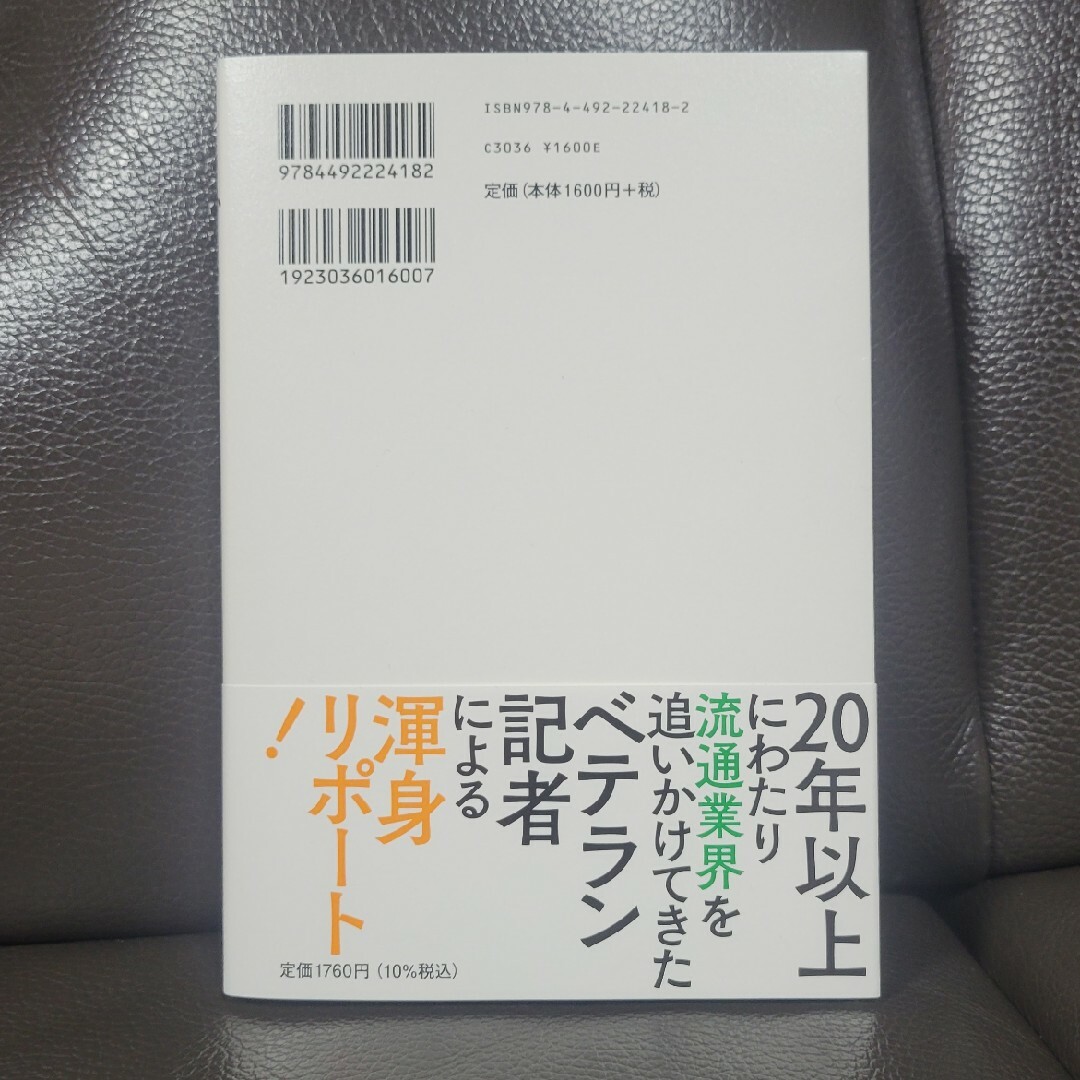 9784492224182
1923036016007
ISBN978-4-492-22418-2
C3036 ¥1600E
定価(本体1600円+税)
20年以上
にわたり
流通業界を
追いかけてきた
ベテラン
記者
による
渾身
リポート
!
定価1760円(10%税込)